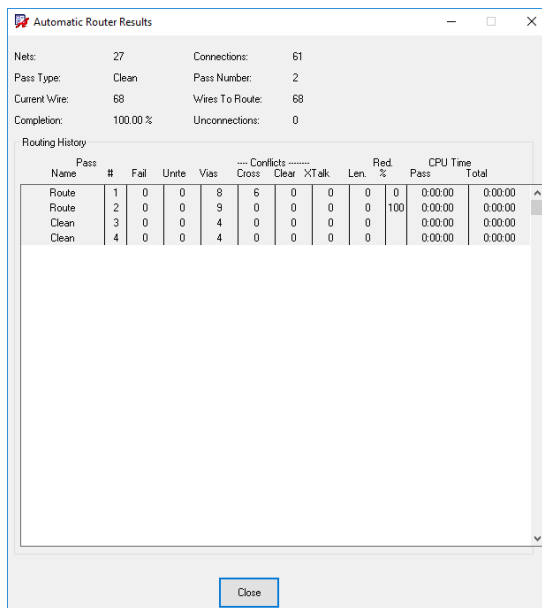 Automatic Router Results
Nets: 27 Connections: 61
Pass Type: Clean Pass Number: 2
Current Wire: 68 Wires To Route: 68
Completion: 100.00 % Unconnections: 0
Routing History
Pass ---- Conflicts -------- Red. CPU Time
Name # Fail Unrte Vias Cross Clear XTalk Len. % Pass Total
Route 1 0 0 8 6 0 0 0 0 0:00:00 0:00:00
Route 2 0 0 9 0 0 0 0 100 0:00:00 0:00:00
Clean 3 0 0 4 0 0 0 0 0:00:00 0:00:00
Clean 4 0 0 4 0 0 0 0 0:00:00 0:00:00
Close